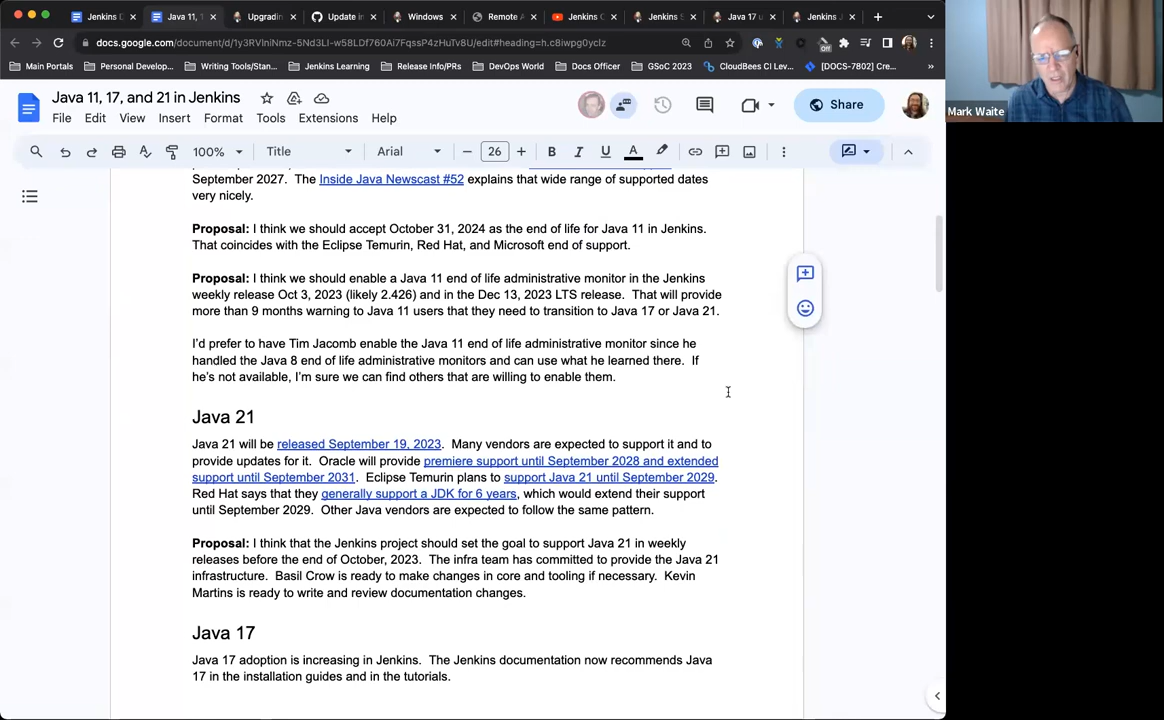 Jenkins D
Java 11, 1
Upgradin
Update in
Windows
Remote A
Jenkins C
Jenkins S
Java 17 u
Jenkins J
docs.google.com/document/d/1y3RVIniNmz-5Nd3LI-w58LDf760Ai7FqssP4zHuTv8U/edit#heading=h.c8iwpg0yclz
Off
Main Portals
Personal Develop...
Writing Tools/Stan...
Jenkins Learning
Release Info/PRs
DevOps World
Docs Officer
GSoC 2023
CloudBees CI Lev...
[DOCS-7802] Cre...
»
Java 11, 17, and 21 in Jenkins
File Edit View Insert Format Tools Extensions Help
Share
Mark Waite
100% Title Arial 26 B I U A
September 2027. The Inside Java Newscast #52 explains that wide range of supported dates
very nicely.
Proposal: I think we should accept October 31, 2024 as the end of life for Java 11 in Jenkins.
That coincides with the Eclipse Temurin, Red Hat, and Microsoft end of support.
Proposal: I think we should enable a Java 11 end of life administrative monitor in the Jenkins
weekly release Oct 3, 2023 (likely 2.426) and in the Dec 13, 2023 LTS release. That will provide
more than 9 months warning to Java 11 users that they need to transition to Java 17 or Java 21.
I'd prefer to have Tim Jacomb enable the Java 11 end of life administrative monitor since he
handled the Java 8 end of life administrative monitors and can use what he learned there. If
he's not available, I'm sure we can find others that are willing to enable them.
Java 21
Java 21 will be released September 19, 2023. Many vendors are expected to support it and to
provide updates for it. Oracle will provide premiere support until September 2028 and extended
support until September 2031. Eclipse Temurin plans to support Java 21 until September 2029.
Red Hat says that they generally support a JDK for 6 years, which would extend their support
until September 2029. Other Java vendors are expected to follow the same pattern.
Proposal: I think that the Jenkins project should set the goal to support Java 21 in weekly
releases before the end of October, 2023. The infra team has committed to provide the Java 21
infrastructure. Basil Crow is ready to make changes in core and tooling if necessary. Kevin
Martins is ready to write and review documentation changes.
Java 17
Java 17 adoption is increasing in Jenkins. The Jenkins documentation now recommends Java
17 in the installation guides and in the tutorials.